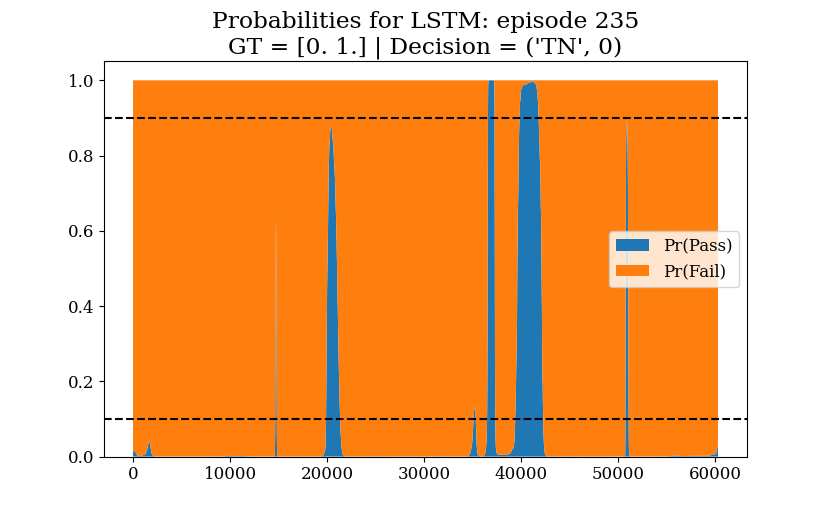 Probabilities for LSTM: episode 235
GT = [0. 1.] | Decision = ('TN', 0)
1.0
0.8
0.6
0.4
0.2
0.0
Pr(Pass)
Pr(Fail)
0 10000 20000 30000 40000 50000 60000